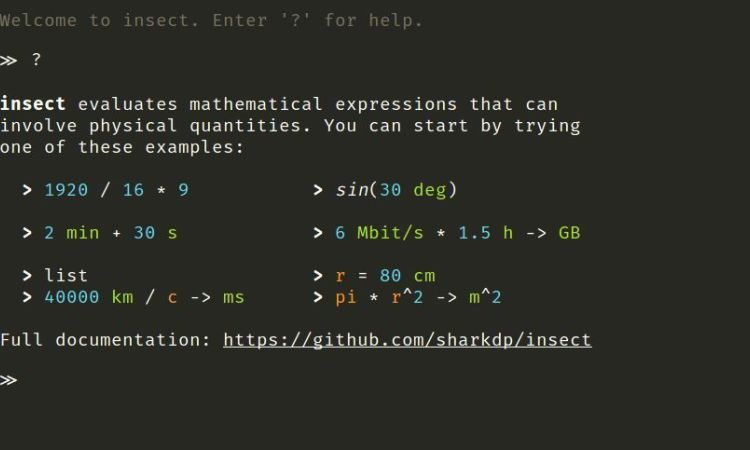 Welcome to insect. Enter '?' for help.
≫ ?
insect evaluates mathematical expressions that can
involve physical quantities. You can start by trying
one of these examples:
> 1920 / 16 * 9 > sin(30 deg)
> 2 min + 30 s > 6 Mbit/s * 1.5 h -> GB
> list > r = 80 cm
> 40000 km / c -> ms > pi * r^2 -> m^2
Full documentation: https://github.com/sharkdp/insect
≫